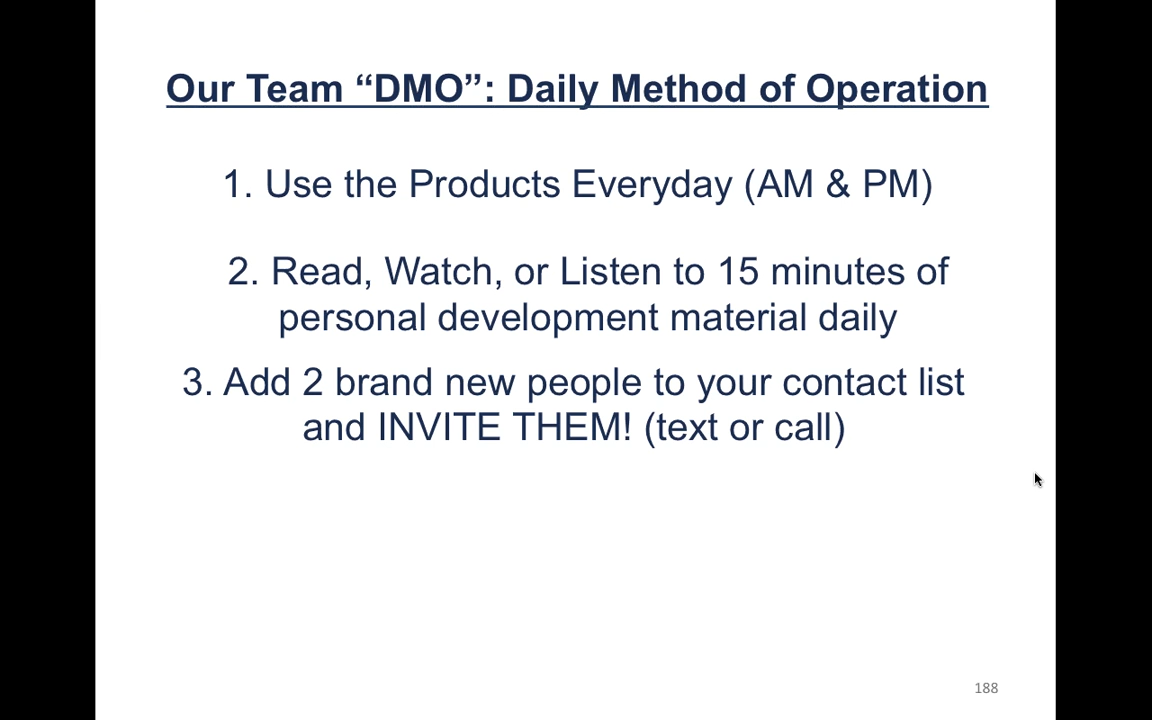 Our Team “DMO”: Daily Method of Operation
1. Use the Products Everyday (AM & PM)
2. Read, Watch, or Listen to 15 minutes of
personal development material daily
3. Add 2 brand new people to your contact list
and INVITE THEM! (text or call)
188